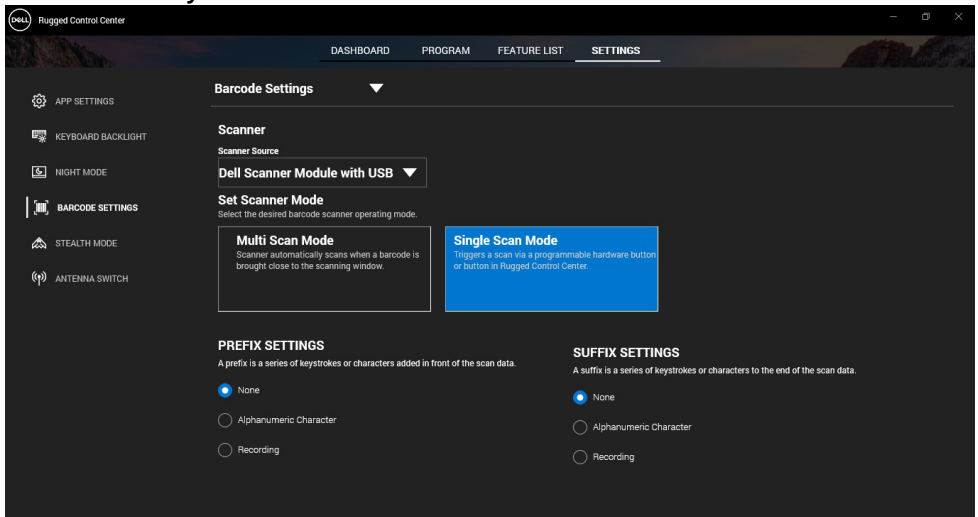 DELL Rugged Control Center
DASHBOARD PROGRAM FEATURE LIST SETTINGS
APP SETTINGS
KEYBOARD BACKLIGHT
NIGHT MODE
BARCODE SETTINGS
STEALTH MODE
ANTENNA SWITCH
Barcode Settings
Scanner
Scanner Source
Dell Scanner Module with USB
Set Scanner Mode
Select the desired barcode scanner operating mode.
Multi Scan Mode
Scanner automatically scans when a barcode is
brought close to the scanning window.
Single Scan Mode
Triggers a scan via a programmable hardware button
or button in Rugged Control Center.
PREFIX SETTINGS
A prefix is a series of keystrokes or characters added in front of the scan data.
None
Alphanumeric Character
Recording
SUFFIX SETTINGS
A suffix is a series of keystrokes or characters to the end of the scan data.
None
Alphanumeric Character
Recording